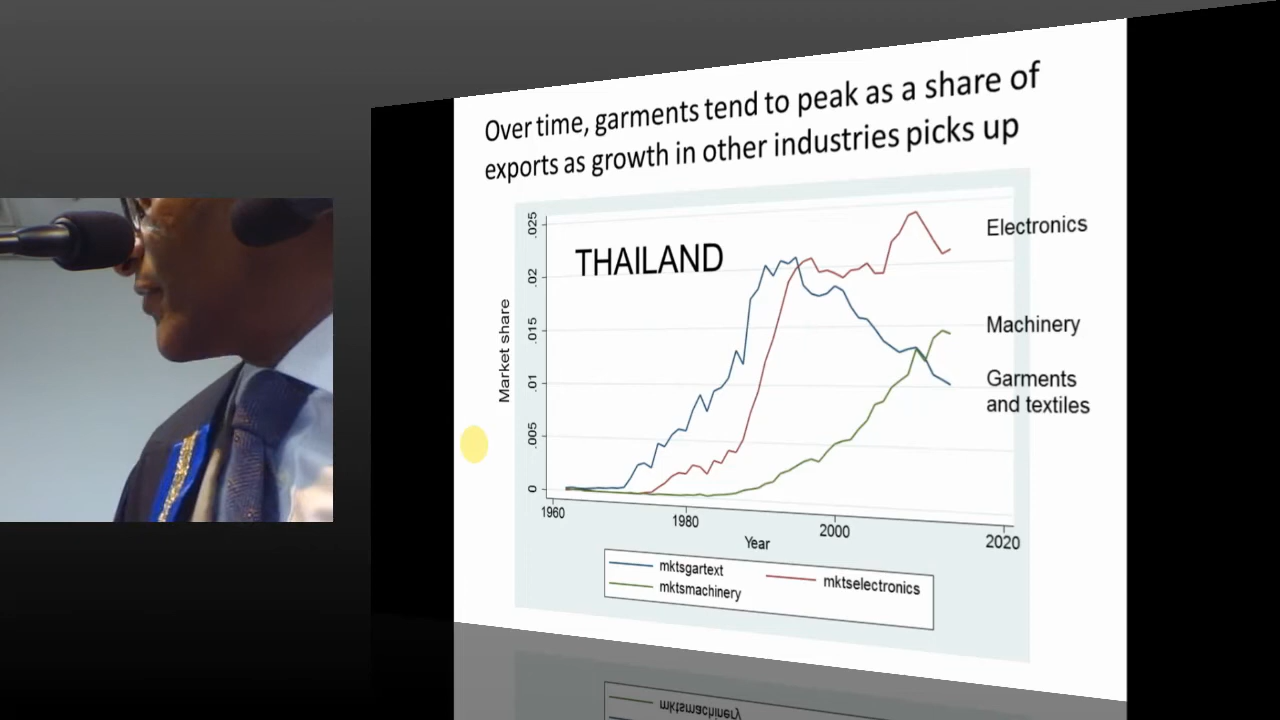 Over time, garments tend to peak as a share of
exports as growth in other industries picks up
THAILAND
Electronics
Machinery
Garments
and textiles
Market share
.025
.02
.015
.01
.005
0
1960
1980
2000
2020
Year
mktsgartext
mktselectronics
mktsmachinery
mktsmachinery